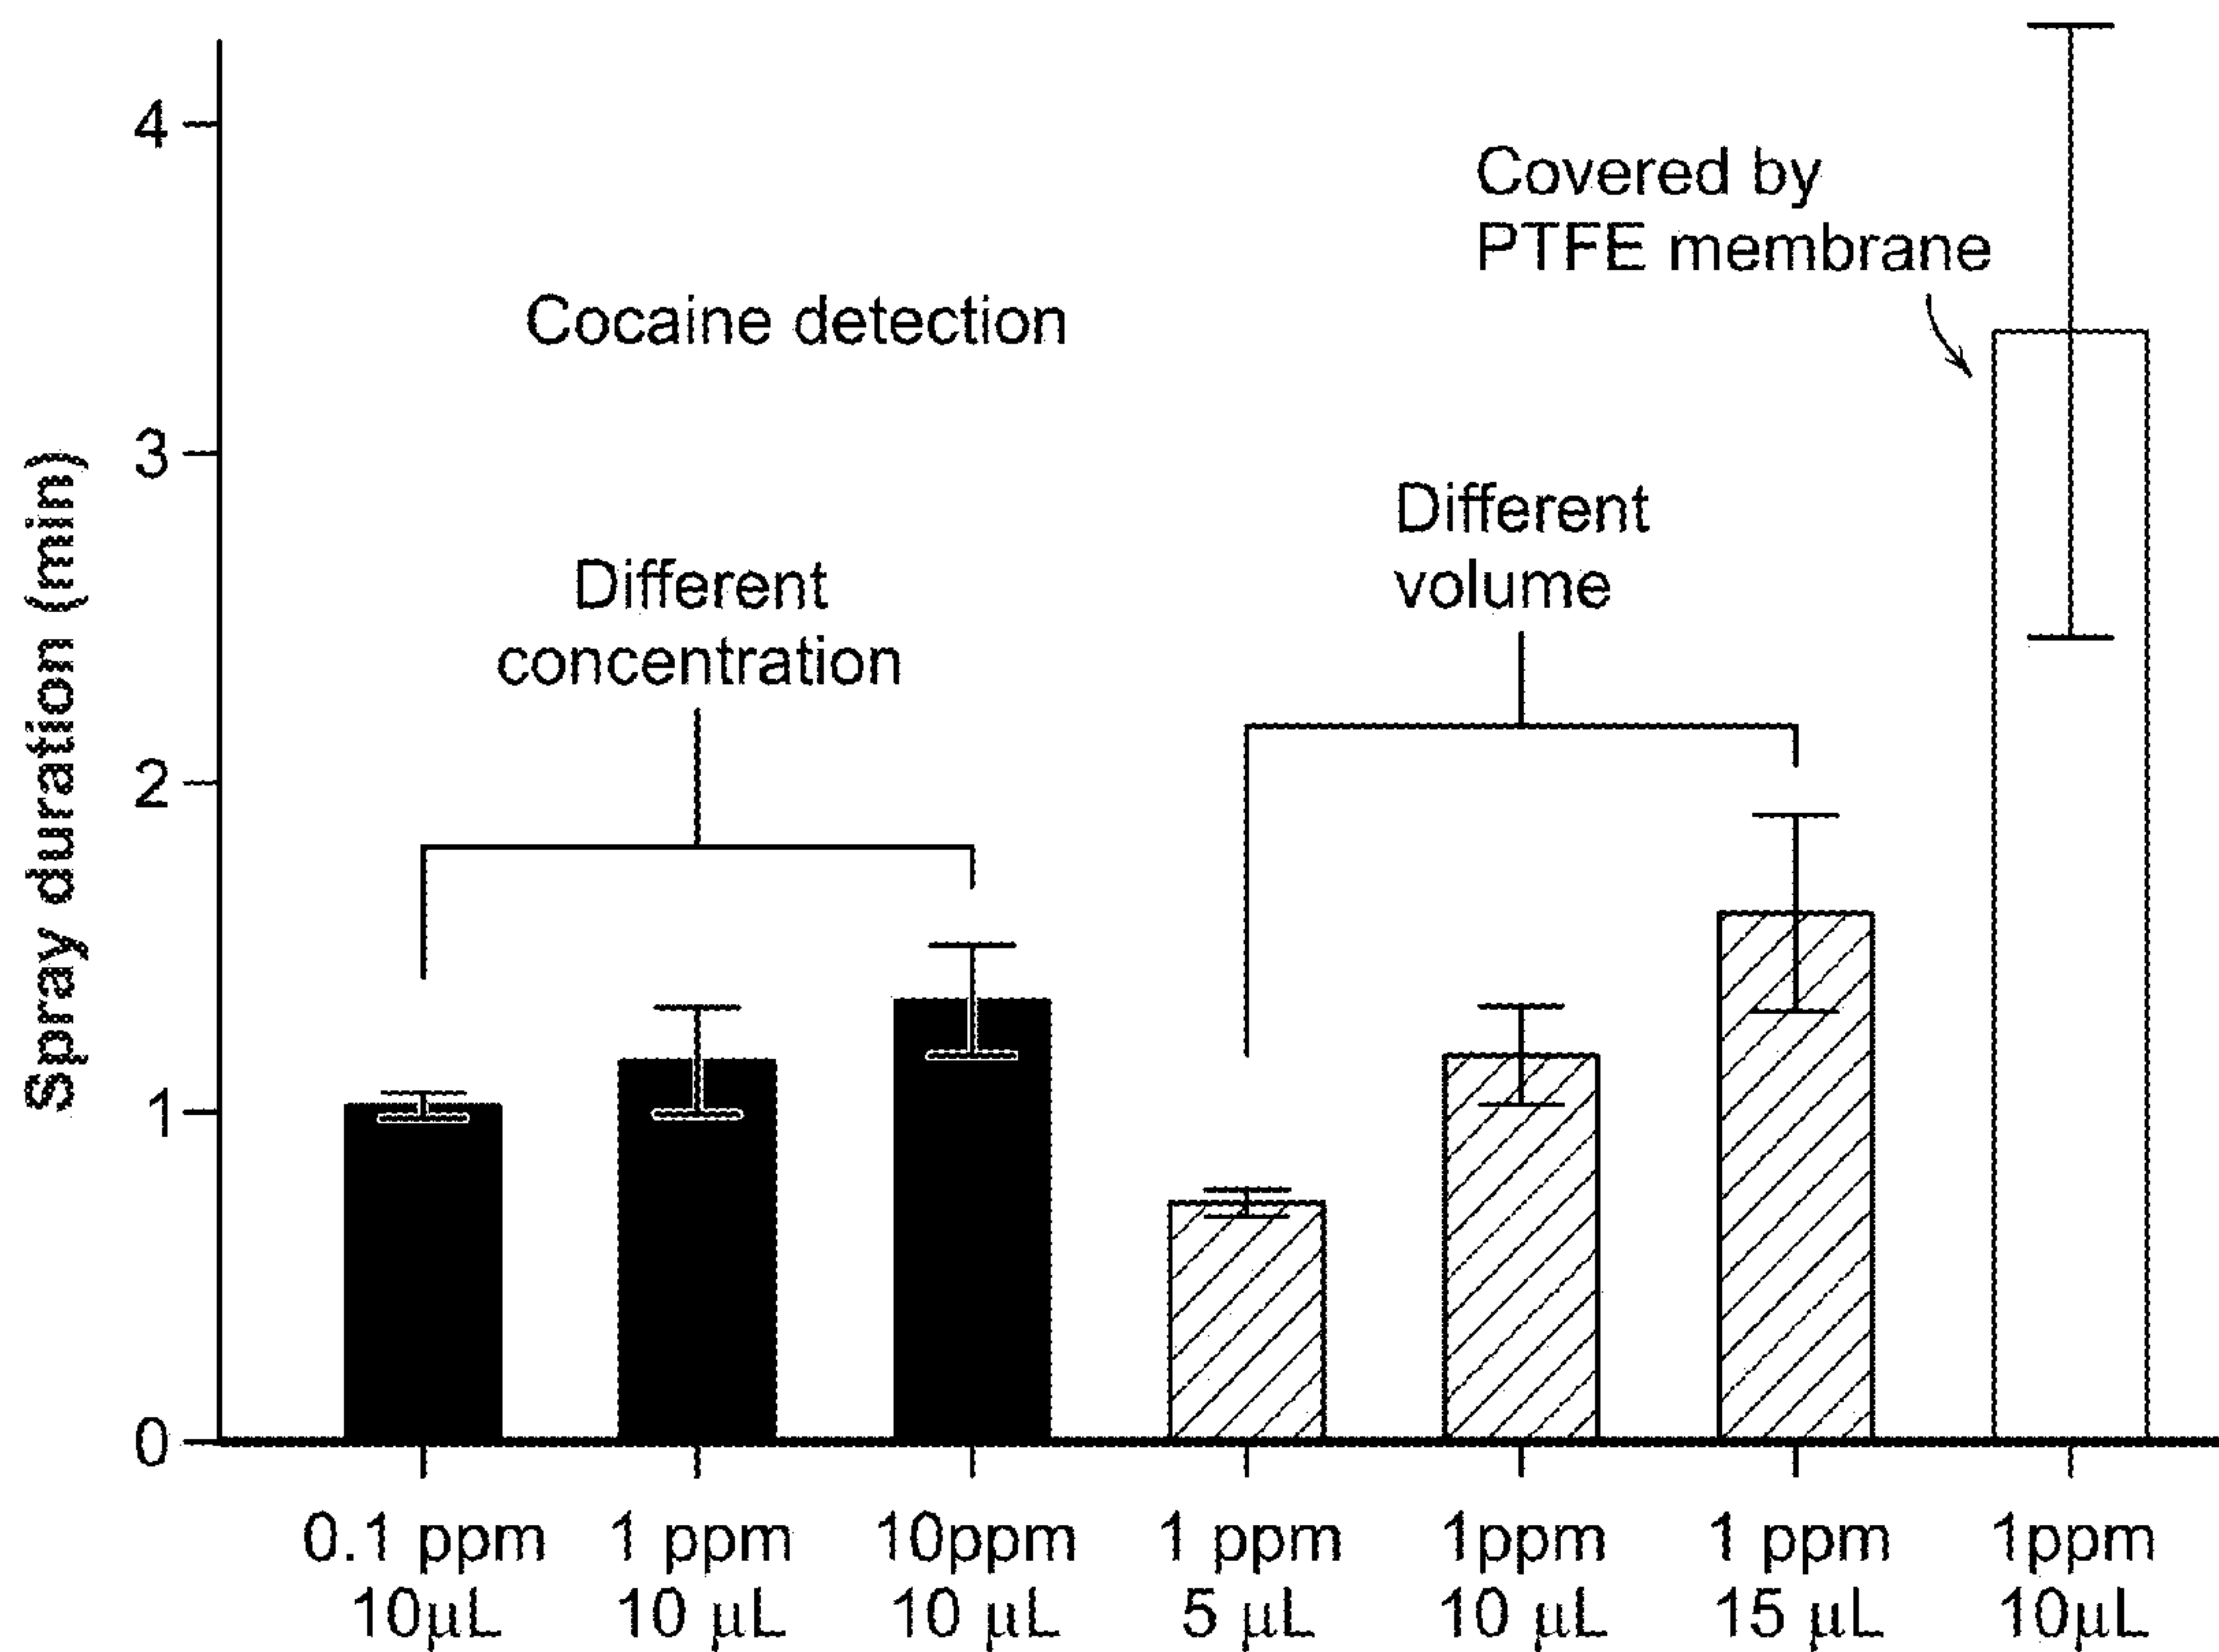 Spray duration (min)
4
3
2
1
0
Cocaine detection
Different
concentration
Different
volume
Covered by
PTFE membrane
0.1 ppm
10μL
1 ppm
10 μL
10ppm
10 μL
1 ppm
5 μL
1ppm
10 μL
1 ppm
15 μL
1ppm
10μL